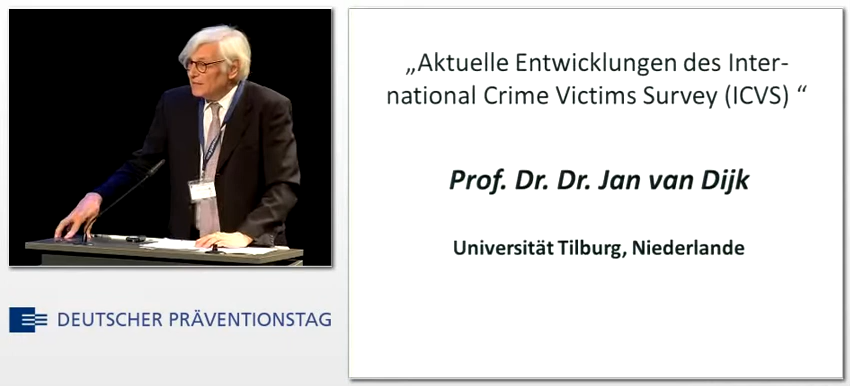 „Aktuelle Entwicklungen des Inter-
national Crime Victims Survey (ICVS) “
Prof. Dr. Dr. Jan van Dijk
Universität Tilburg, Niederlande
DEUTSCHER PRÄVENTIONSTAG